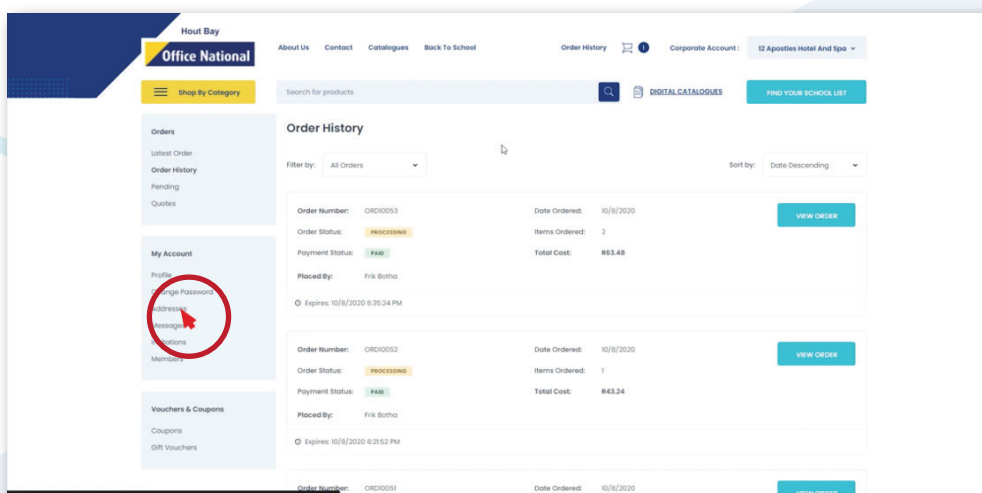 Hout Bay
Office National
About Us Contact Catalogues Back To School Order History 1 Corporate Account : 12 Apostles Hotel And Spa
Shop By Category Search for products DIGITAL CATALOGUES FIND YOUR SCHOOL LIST
Orders
Latest Order
Order History
Pending
Quotes
My Account
Profile
Change Password
Addresses
Messages
Invitations
Members
Vouchers & Coupons
Coupons
Gift Vouchers
Order History
Filter by: All Orders Sort by: Date Descending
Order Number: ORD10053 Date Ordered: 10/8/2020 VIEW ORDER
Order Status: PROCESSING Items Ordered: 2
Payment Status: PAID Total Cost: R63.48
Placed By: Frik Botha
Expires: 10/8/2020 6:35:24 PM
Order Number: ORD10052 Date Ordered: 10/8/2020 VIEW ORDER
Order Status: PROCESSING Items Ordered: 1
Payment Status: PAID Total Cost: R43.24
Placed By: Frik Botha
Expires: 10/8/2020 6:21:52 PM
Order Number: ORD10051 Date Ordered: 10/8/2020 VIEW ORDER